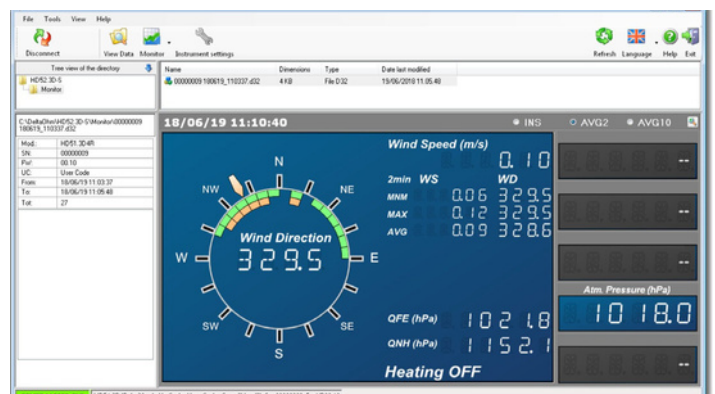 File Tools View Help
Disconnect View Data Monitor Instrument settings Refresh Language Help Exit
Tree view of the directory
HD52.3D-S
Monitor
Name Dimensions Type Date last modified
00000009 180619_110337.d32 4 KB File D32 19/06/2018 11.05.48
C:\DeltaOhm\HD52.3D-S\Monitor\00000009
180619_110337.d32
Mod.: HD51.3D4R
SN: 00000009
00.10
UC: User Code
From: 18/06/19 11:03:37
To: 18/06/19 11:05:48
Tot: 27
18/06/19 11:10:40 INS AVG2 AVG10
N
NE
E
SE
S
SW
W
NW
Wind Direction
329.5
Wind Speed (m/s)
0.10
2min WS WD
MNM 0.06 329.5
MAX 0.12 329.5
AVG 0.09 328.6
QFE (hPa) 1021.8
QNH (hPa) 1152.1
Heating OFF
--
--
--
Atm. Pressure (hPa)
1018.0
--